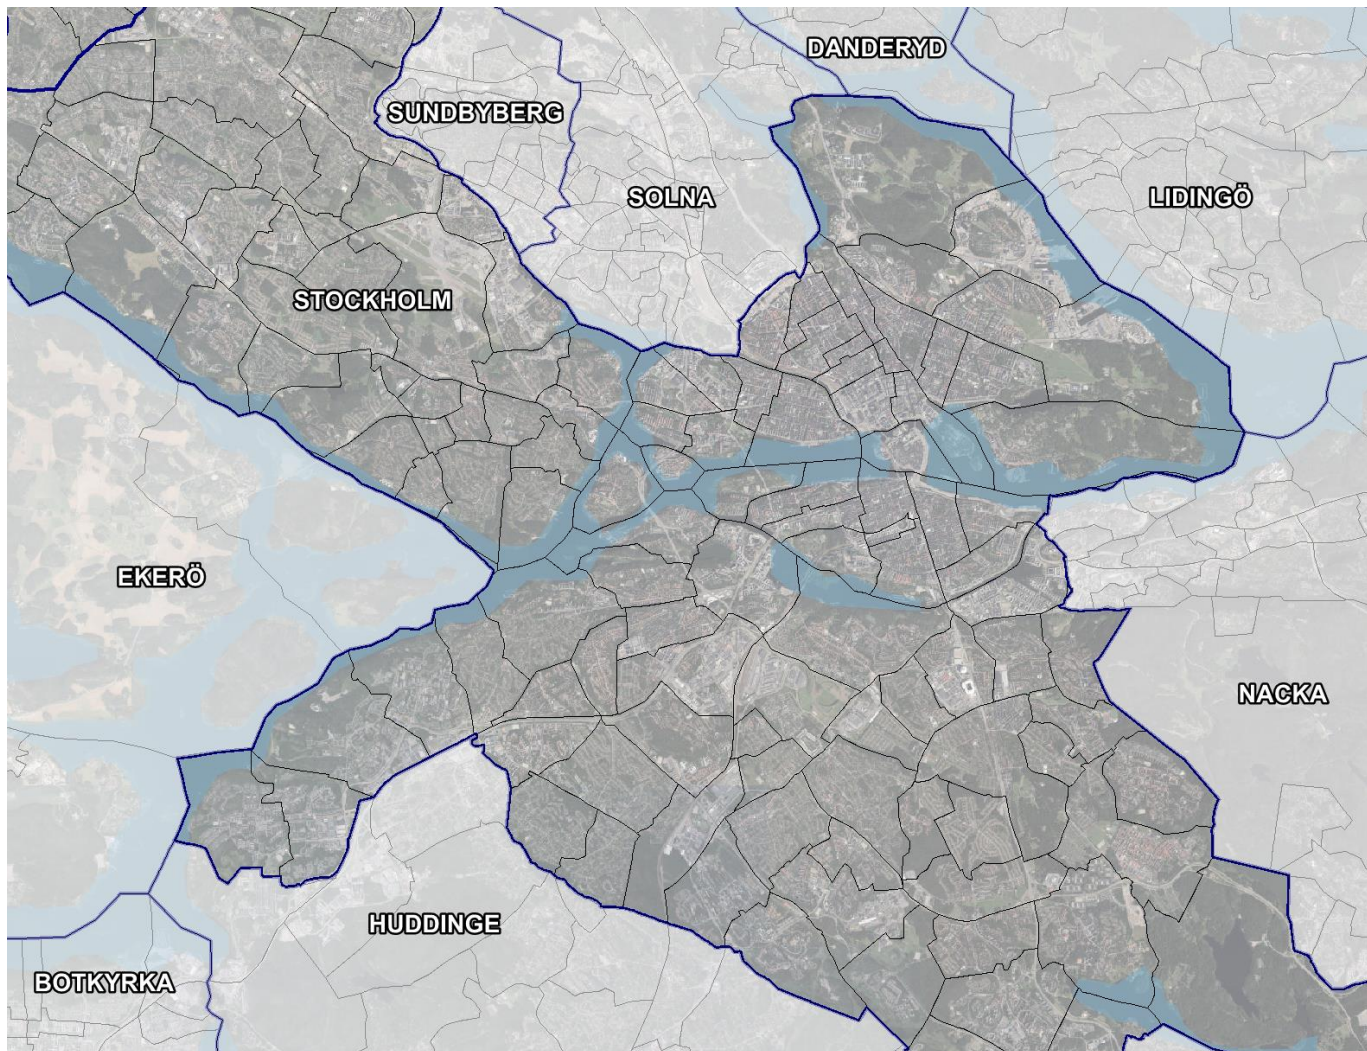 DANDERYD
SUNDBYBERG
SOLNA
LIDINGÖ
STOCKHOLM
EKERÖ
NACKA
HUDDINGE
BOTKYRKA